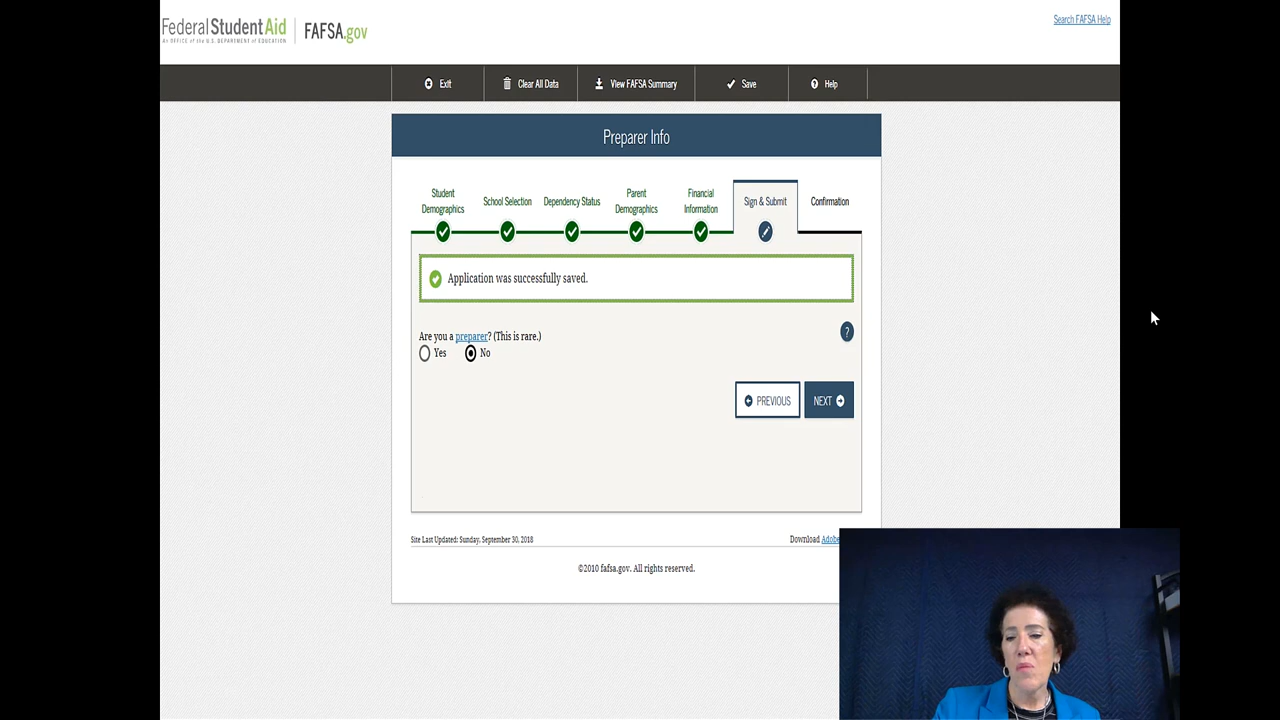 Federal Student Aid
An OFFICE of the U.S. DEPARTMENT of EDUCATION
FAFSA.gov
Search FAFSA Help
Exit
Clear All Data
View FAFSA Summary
Save
Help
Preparer Info
Student
Demographics
School Selection
Dependency Status
Parent
Demographics
Financial
Information
Sign & Submit
Confirmation
Application was successfully saved.
Are you a preparer? (This is rare.)
?
Yes
No
PREVIOUS
NEXT
Site Last Updated: Sunday, September 30, 2018
Download Adobe
©2010 fafsa.gov. All rights reserved.